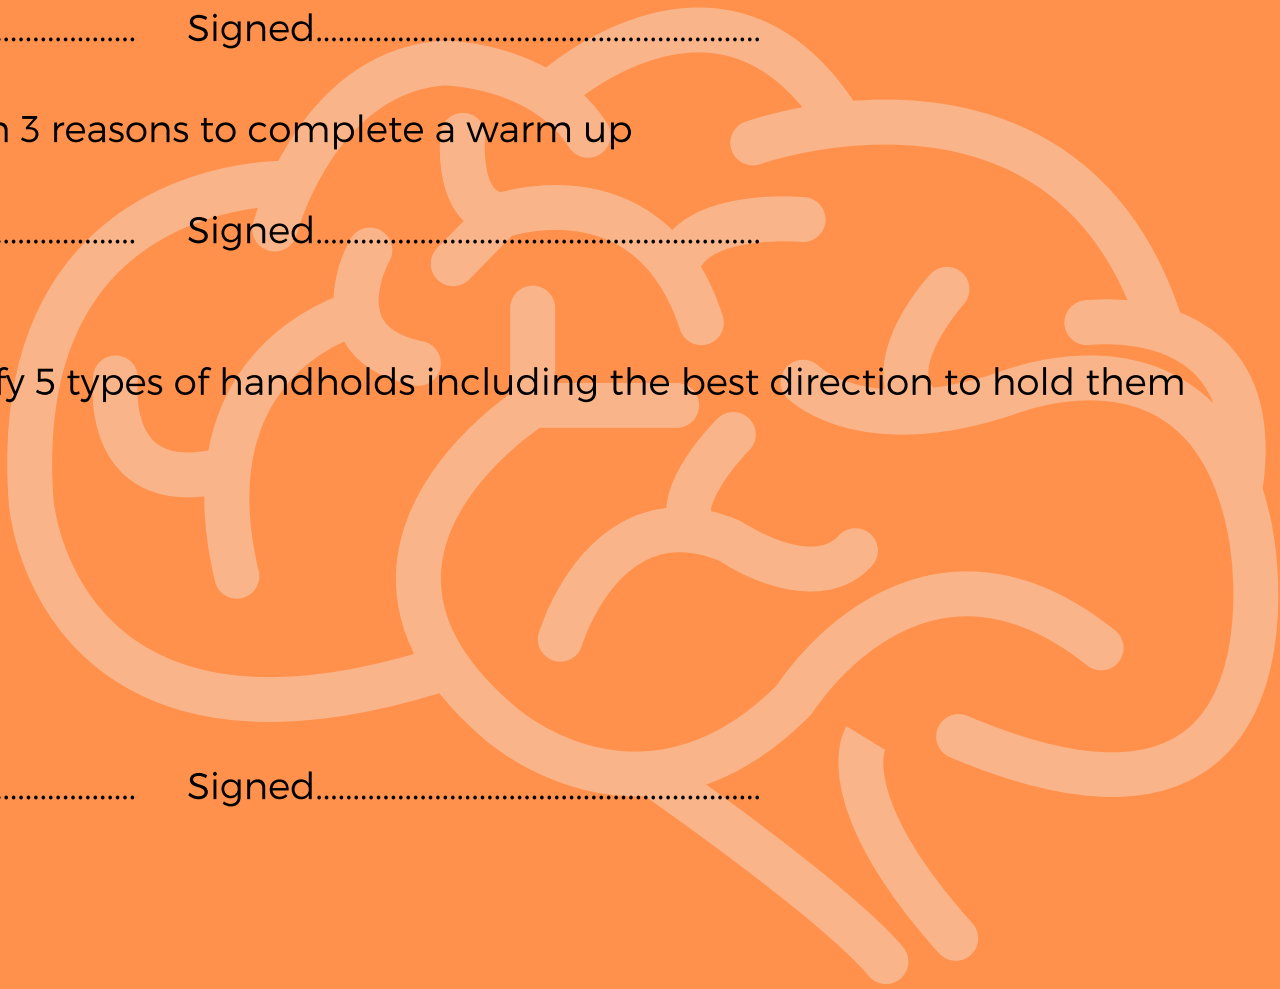 .................. Signed............................................................
3 reasons to complete a warm up
.................. Signed............................................................
5 types of handholds including the best direction to hold them
.................. Signed............................................................